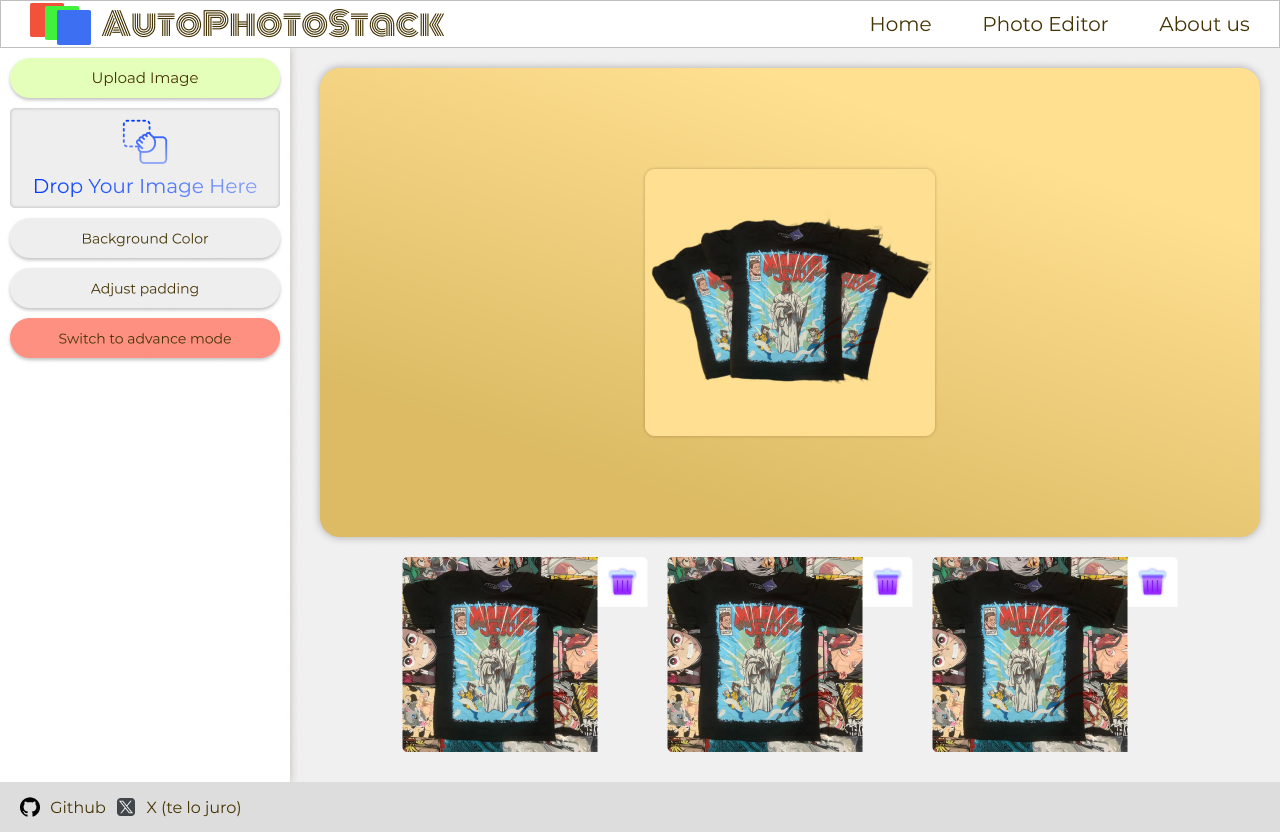 AutoPhotoStack
Home
Photo Editor
About us
Upload Image
Drop Your Image Here
Background Color
Adjust padding
Switch to advance mode
Github
X (te lo juro)